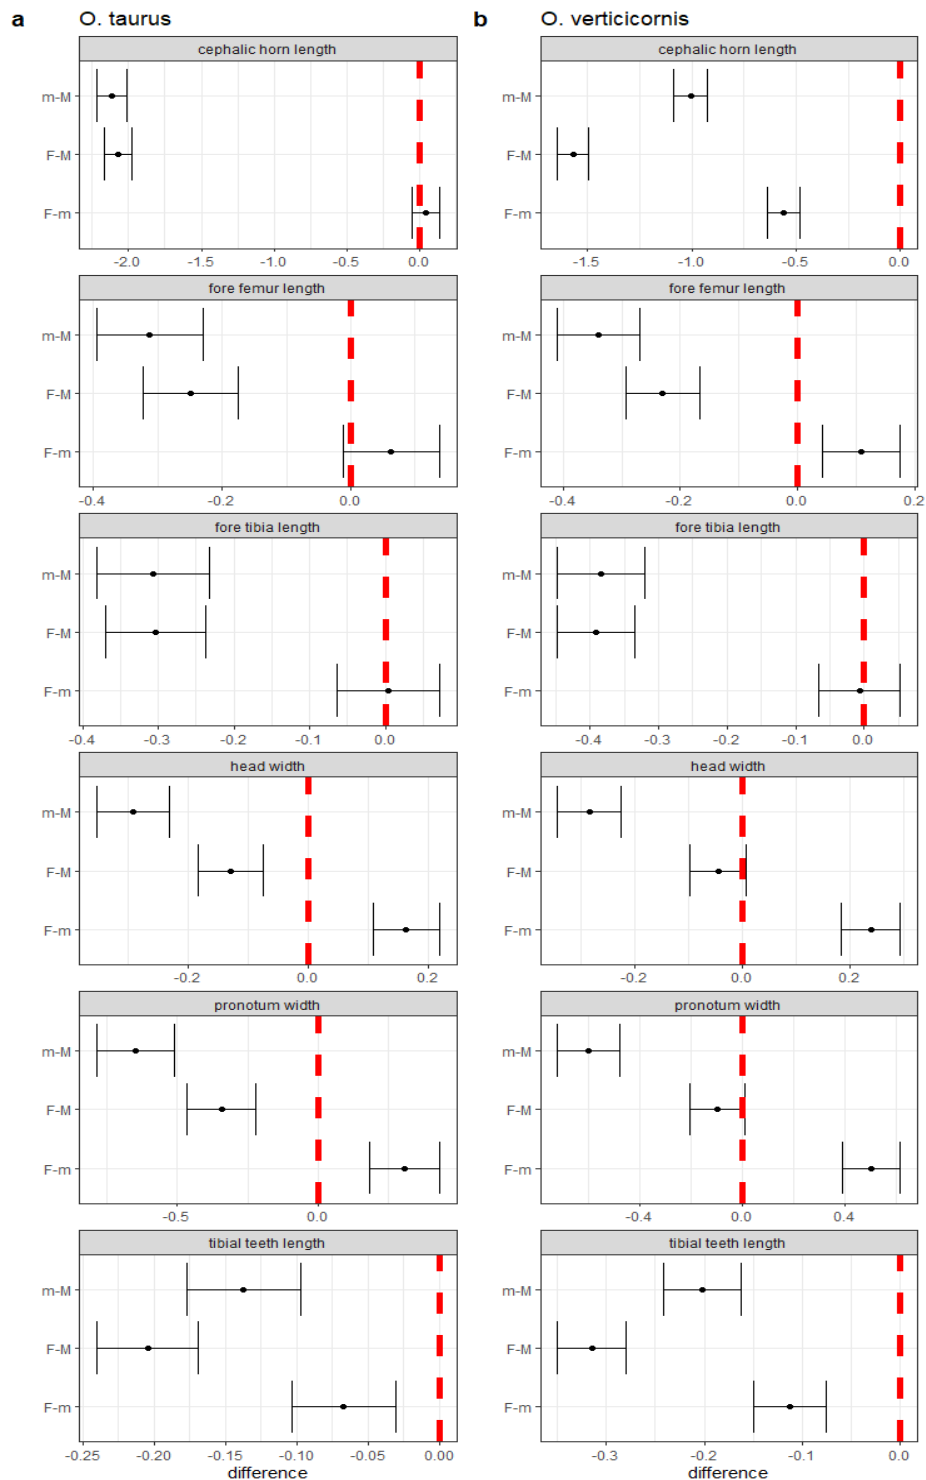 a O. taurus
cephalic horn length
m-M
F-M
F-m
-2.0 -1.5 -1.0 -0.5 0.0
fore femur length
m-M
F-M
F-m
-0.4 -0.2 0.0
fore tibia length
m-M
F-M
F-m
-0.4 -0.3 -0.2 -0.1 0.0
head width
m-M
F-M
F-m
-0.2 0.0 0.2
pronotum width
m-M
F-M
F-m
-0.5 0.0
tibial teeth length
m-M
F-M
F-m
-0.25 -0.20 -0.15 -0.10 -0.05 0.00
difference
b O. verticicornis
cephalic horn length
m-M
F-M
F-m
-1.5 -1.0 -0.5 0.0
fore femur length
m-M
F-M
F-m
-0.4 -0.2 0.0 0.2
fore tibia length
m-M
F-M
F-m
-0.4 -0.3 -0.2 -0.1 0.0
head width
m-M
F-M
F-m
-0.2 0.0 0.2
pronotum width
m-M
F-M
F-m
-0.4 0.0 0.4
tibial teeth length
m-M
F-M
F-m
-0.3 -0.2 -0.1 0.0
difference